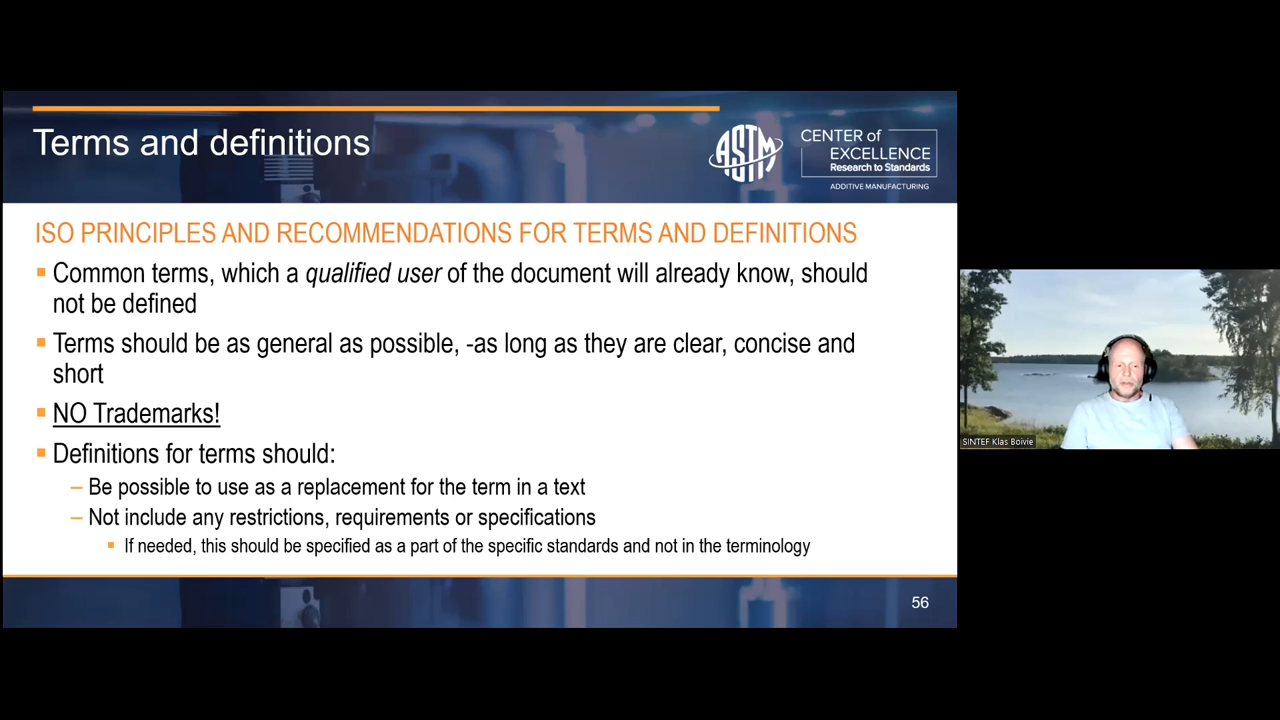 Terms and definitions
ASTM
CENTER of
EXCELLENCE
Research to Standards
ADDITIVE MANUFACTURING
ISO PRINCIPLES AND RECOMMENDATIONS FOR TERMS AND DEFINITIONS
Common terms, which a qualified user of the document will already know, should
not be defined
Terms should be as general as possible, -as long as they are clear, concise and
short
NO Trademarks!
Definitions for terms should:
– Be possible to use as a replacement for the term in a text
– Not include any restrictions, requirements or specifications
If needed, this should be specified as a part of the specific standards and not in the terminology
56
SINTEF Klas Boivie